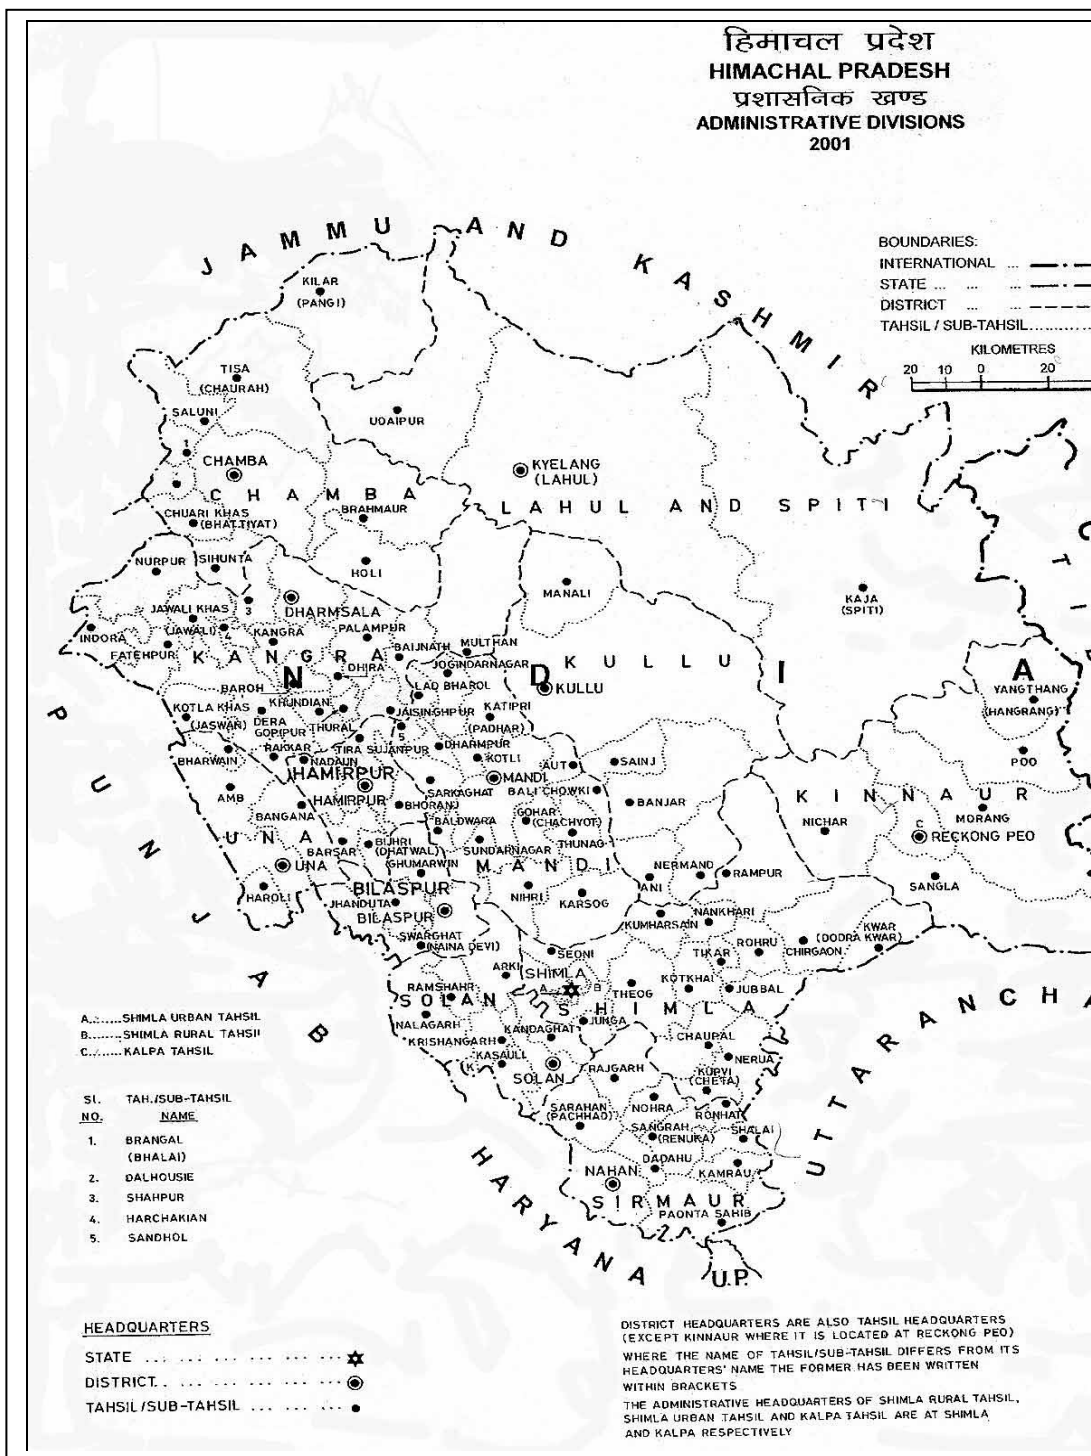 हिमाचल प्रदेश
HIMACHAL PRADESH
प्रशासनिक खण्ड
ADMINISTRATIVE DIVISIONS
2001
JAMMU AND KASHMIR
BOUNDARIES:
INTERNATIONAL ...
STATE ... ... ...
DISTRICT ... ...
TAHSIL / SUB-TAHSIL...........
KILOMETRES
20 10 0 20
KILAR
(PANGI)
TISA
(CHAURAH)
SALUNI
UDAIPUR
1
CHAMBA
KYELANG
(LAHUL)
CHAMBA
LAHUL AND SPITI
CHUARI KHAS
(BHATTIYAT)
BRAHMAUR
NURPUR
SIHUNTA
HOLI
MANALI
KAJA
(SPITI)
3
DHARMSALA
JAWALI KHAS
(JAWALI)
4
INDORA
FATEHPUR
KANGRA
PALAMPUR
KANGRA
BAIJNATH
MULTHAN
JOGINDARNAGAR
KULLU
DHIRA
N D I A
BAROH
LAD BHAROL
KULLU
YANGTHANG
(HANGRANG)
KOTLA KHAS
(JASWAN)
DERA
GOPIPUR
KHUNDIAN
THURAL
JAISINGHPUR
5
KATIPRI
(PADHAR)
BHARWAIN
RAKKAR
NADAUN
TIRA SUJANPUR
DHARMPUR
KOTLI
AUT
SAINJ
POO
HAMIRPUR
MANDI
AMB
HAMIRPUR
SARKAGHAT
BALI CHOWKI
BANJAR
KINNAUR
BANGANA
BHORANJ
BALDWARA
GOHAR
(CHACHYOT)
NICHAR
MORANG
C
RECKONG PEO
UNA
BARSAR
BIJHRI
(DHATWAL)
SUNDARNAGAR
THUNAG
UNA
GHUMARWIN
MANDI
NERMAND
ANI
RAMPUR
SANGLA
HAROLI
BILASPUR
JHANDUTA
BILASPUR
NIHRI
KARSOG
KUMHARSAIN
NANKHARI
SWARGHAT
(NAINA DEVI)
SEONI
TIKAR
ROHRU
CHIRGAON
KWAR
(DODRA KWAR)
ARKI
SHIMLA
A B
RAMSHAHR
SOLAN
THEOG
KOTKHAI
JUBBAL
SHIMLA
NALAGARH
KANDAGHAT
JUNGA
KRISHANGARH
KASAULI
SOLAN
CHAUPAL
NERUA
RAJGARH
KUPVI
(CHETA)
SARAHAN
(PACHHAD)
NOHRA
RONHAT
SANGRAH
(RENUKA)
SHALAI
DADAHU
KAMRAU
NAHAN
SIRMAUR
PAONTA SAHIB
PUNJAB
HARYANA
U.P.
UTTARANCHA
A........SHIMLA URBAN TAHSIL
B........SHIMLA RURAL TAHSIL
C........KALPA TAHSIL
SI. TAH./SUB-TAHSIL
NO. NAME
1. BRANGAL
(BHALAI)
2. DALHOUSIE
3. SHAHPUR
4. HARCHAKIAN
5. SANDHOL
HEADQUARTERS
STATE ... ... ... ... ... ...
DISTRICT.. ... ... ... ... ...
TAHSIL/SUB-TAHSIL ... ... ...
DISTRICT HEADQUARTERS ARE ALSO TAHSIL HEADQUARTERS
(EXCEPT KINNAUR WHERE IT IS LOCATED AT RECKONG PEO)
WHERE THE NAME OF TAHSIL/SUB-TAHSIL DIFFERS FROM ITS
HEADQUARTERS' NAME THE FORMER HAS BEEN WRITTEN
WITHIN BRACKETS
THE ADMINISTRATIVE HEADQUARTERS OF SHIMLA RURAL TAHSIL,
SHIMLA URBAN TAHSIL AND KALPA TAHSIL ARE AT SHIMLA
AND KALPA RESPECTIVELY